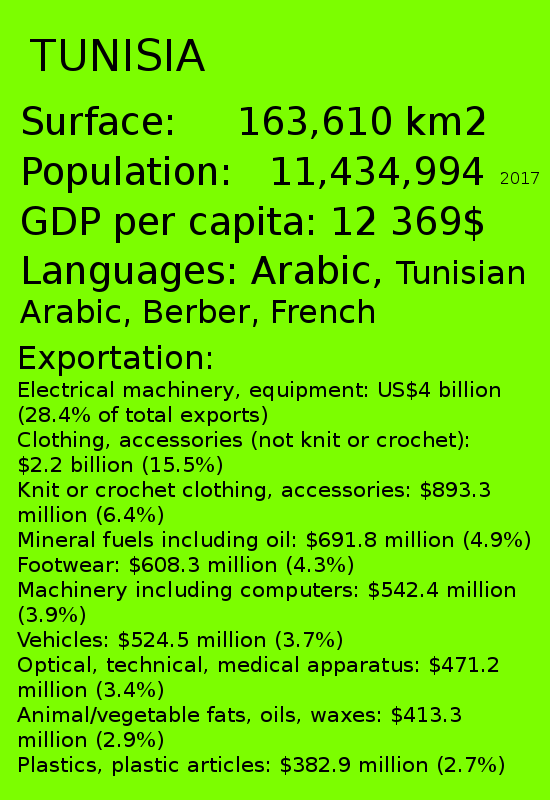 TUNISIA
Surface: 163,610 km2
Population: 11,434,994 2017
GDP per capita: 12 369$
Languages: Arabic, Tunisian
Arabic, Berber, French
Exportation:
Electrical machinery, equipment: US$4 billion
(28.4% of total exports)
Clothing, accessories (not knit or crochet):
$2.2 billion (15.5%)
Knit or crochet clothing, accessories: $893.3
million (6.4%)
Mineral fuels including oil: $691.8 million (4.9%)
Footwear: $608.3 million (4.3%)
Machinery including computers: $542.4 million
(3.9%)
Vehicles: $524.5 million (3.7%)
Optical, technical, medical apparatus: $471.2
million (3.4%)
Animal/vegetable fats, oils, waxes: $413.3
million (2.9%)
Plastics, plastic articles: $382.9 million (2.7%)